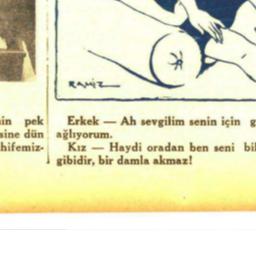 RAMİZ
in pek
sine dün
hifemiz-
Erkek — Ah sevgilim senin için g
ağlıyorum.
Kız — Haydi oradan ben seni bil
gibidir, bir damla akmaz!